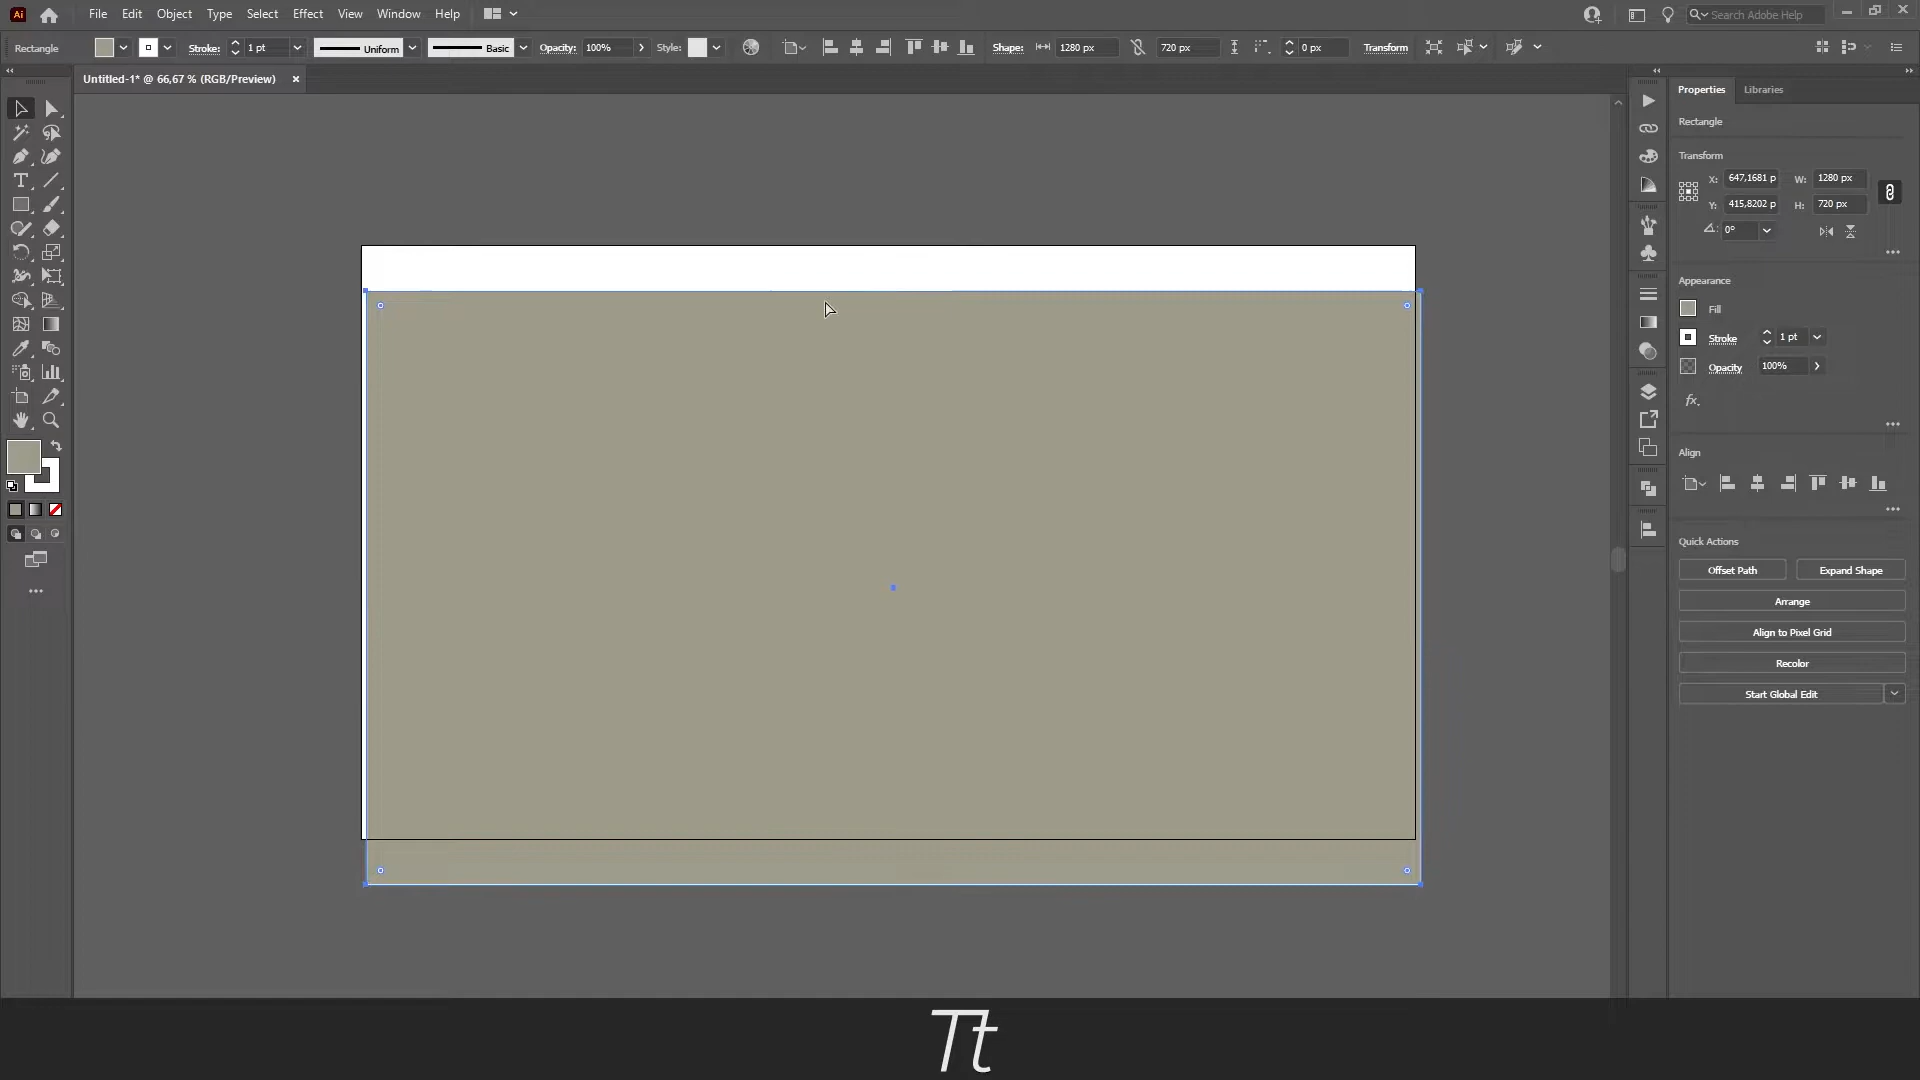 Ai File Edit Object Type Select Effect View Window Help Search Adobe Help
Rectangle Stroke: 1 pt Uniform Basic Opacity: 100% Style: Shape: 1280 px 720 px 0 px Transform
Untitled-1* @ 66,67 % (RGB/Preview)
Properties Libraries
Rectangle
Transform
X: 647,1681 p W: 1280 px
Y: 415,8202 p H: 720 px
0°
Appearance
Fill
Stroke 1 pt
Opacity 100%
fx.
Align
Quick Actions
Offset Path Expand Shape
Arrange
Align to Pixel Grid
Recolor
Start Global Edit
Tt